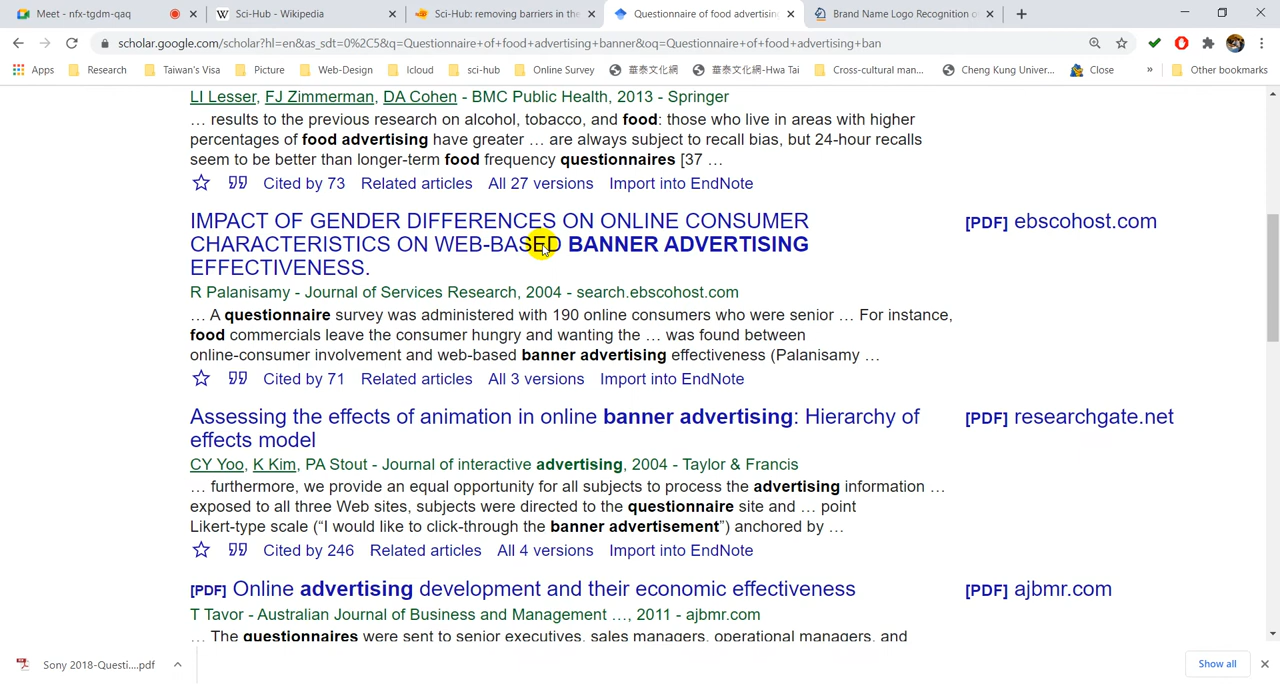 Meet - nfx-tgdm-qaq
Sci-Hub - Wikipedia
Sci-Hub: removing barriers in the
Questionnaire of food advertisin
Brand Name Logo Recognition o
scholar.google.com/scholar?hl=en&as_sdt=0%2C5&q=Questionnaire+of+food+advertising+banner&oq=Questionnaire+of+food+advertising+ban
Apps Research Taiwan's Visa Picture Web-Design Icloud sci-hub Online Survey 華泰文化網 華泰文化網-Hwa Tai Cross-cultural man... Cheng Kung Univer... Close » Other bookmarks
LI Lesser, FJ Zimmerman, DA Cohen - BMC Public Health, 2013 - Springer
… results to the previous research on alcohol, tobacco, and food: those who live in areas with higher
percentages of food advertising have greater … are always subject to recall bias, but 24-hour recalls
seem to be better than longer-term food frequency questionnaires [37 …
Cited by 73 Related articles All 27 versions Import into EndNote
IMPACT OF GENDER DIFFERENCES ON ONLINE CONSUMER
CHARACTERISTICS ON WEB-BASED BANNER ADVERTISING
EFFECTIVENESS.
[PDF] ebscohost.com
R Palanisamy - Journal of Services Research, 2004 - search.ebscohost.com
… A questionnaire survey was administered with 190 online consumers who were senior … For instance,
food commercials leave the consumer hungry and wanting the … was found between
online-consumer involvement and web-based banner advertising effectiveness (Palanisamy …
Cited by 71 Related articles All 3 versions Import into EndNote
Assessing the effects of animation in online banner advertising: Hierarchy of
effects model
[PDF] researchgate.net
CY Yoo, K Kim, PA Stout - Journal of interactive advertising, 2004 - Taylor & Francis
… furthermore, we provide an equal opportunity for all subjects to process the advertising information …
exposed to all three Web sites, subjects were directed to the questionnaire site and … point
Likert-type scale ("I would like to click-through the banner advertisement") anchored by …
Cited by 246 Related articles All 4 versions Import into EndNote
[PDF] Online advertising development and their economic effectiveness
[PDF] ajbmr.com
T Tavor - Australian Journal of Business and Management …, 2011 - ajbmr.com
… The questionnaires were sent to senior executives, sales managers, operational managers, and
Sony 2018-Questi....pdf
Show all